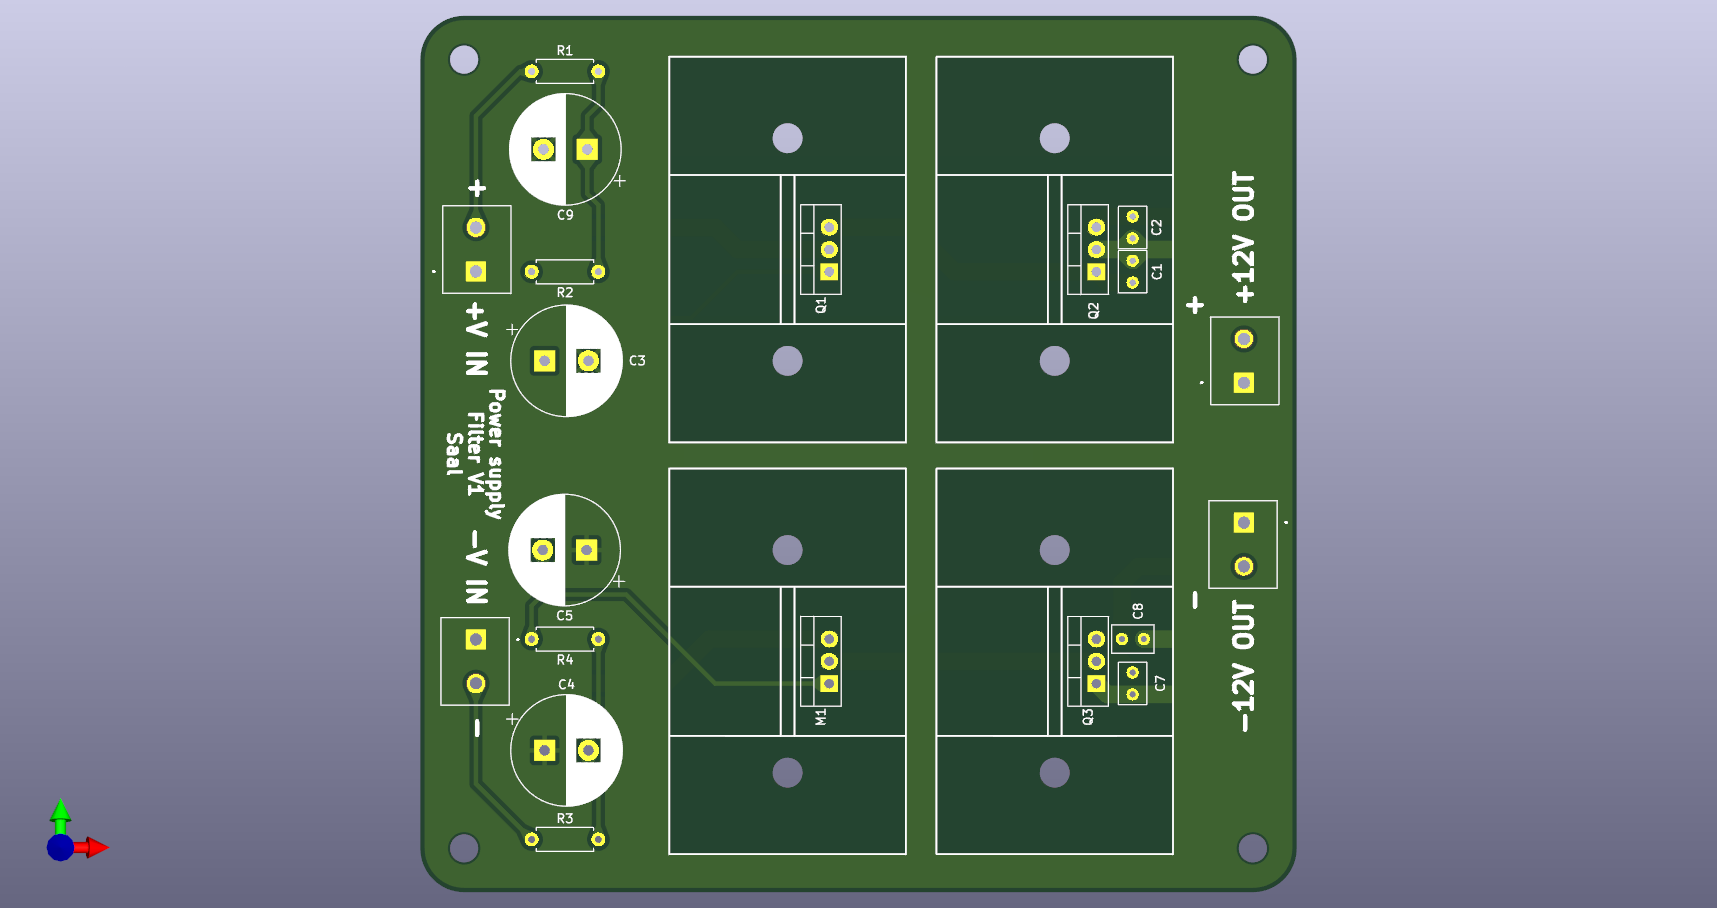 R1
+
C9
+
R2
+V IN
+
C3
Power supply
Filter V1
Saal
-V IN
+
C5
R4
C4
+
-
R3
Q1
Q2
C2
C1
+12V OUT
+
M1
Q3
C8
C7
-
-12V OUT